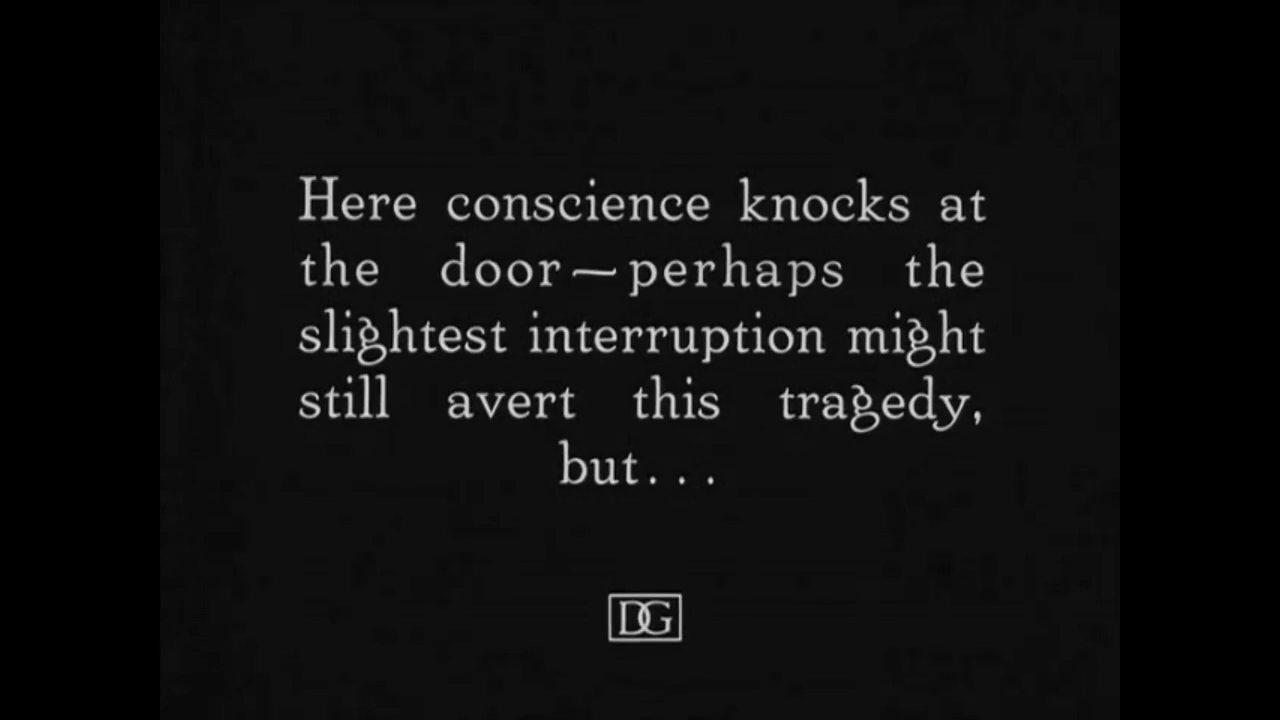 Here conscience knocks at
the door—perhaps the
slightest interruption might
still avert this tragedy,
but...
DG